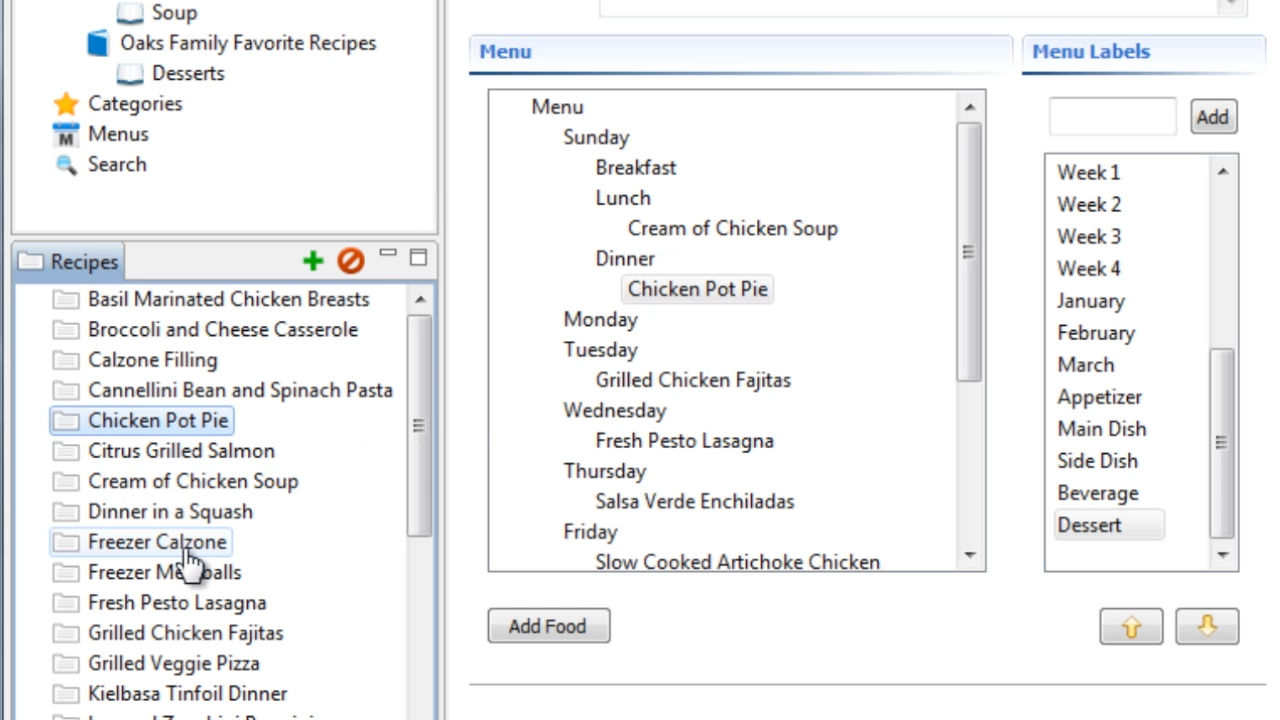 Soup
Oaks Family Favorite Recipes
Desserts
Categories
Menus
Search
Recipes
Basil Marinated Chicken Breasts
Broccoli and Cheese Casserole
Calzone Filling
Cannellini Bean and Spinach Pasta
Chicken Pot Pie
Citrus Grilled Salmon
Cream of Chicken Soup
Dinner in a Squash
Freezer Calzone
Freezer Meatballs
Fresh Pesto Lasagna
Grilled Chicken Fajitas
Grilled Veggie Pizza
Kielbasa Tinfoil Dinner
Menu
Menu
Sunday
Breakfast
Lunch
Cream of Chicken Soup
Dinner
Chicken Pot Pie
Monday
Tuesday
Grilled Chicken Fajitas
Wednesday
Fresh Pesto Lasagna
Thursday
Salsa Verde Enchiladas
Friday
Slow Cooked Artichoke Chicken
Add Food
Menu Labels
Add
Week 1
Week 2
Week 3
Week 4
January
February
March
Appetizer
Main Dish
Side Dish
Beverage
Dessert